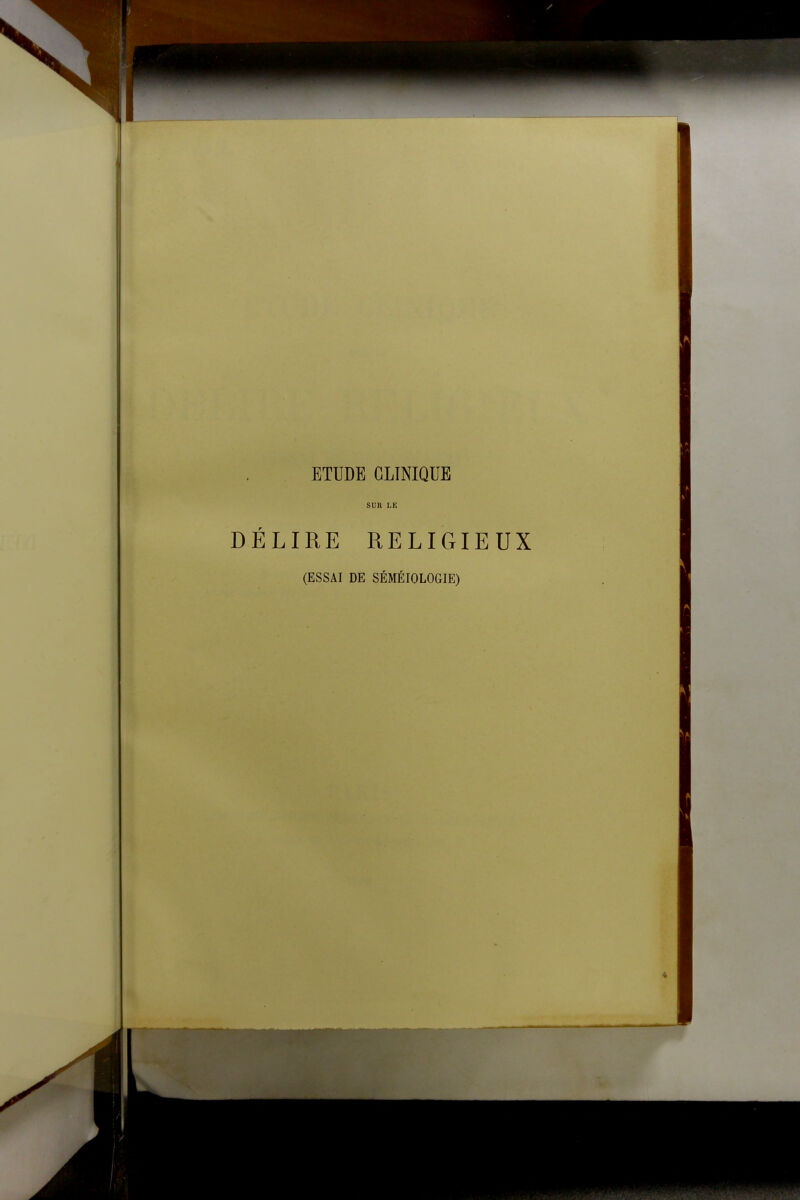 ETUDE CLINIQUE
SUR LE
DÉLIRE RELIGIEUX
(ESSAI DE SÉMÉIOLOGIE)